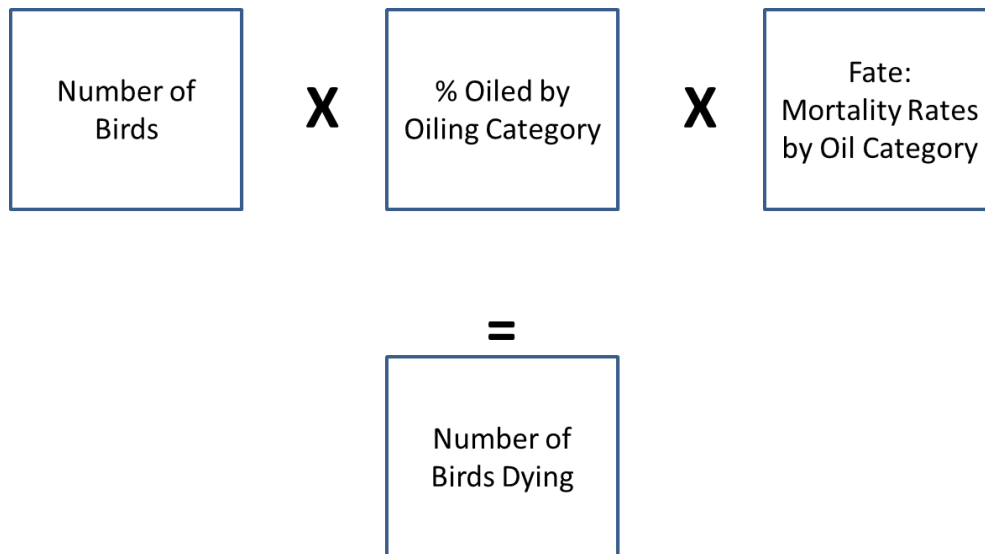 Number of
Birds
X
% Oiled by
Oiling Category
X
Fate:
Mortality Rates
by Oil Category
=
Number of
Birds Dying